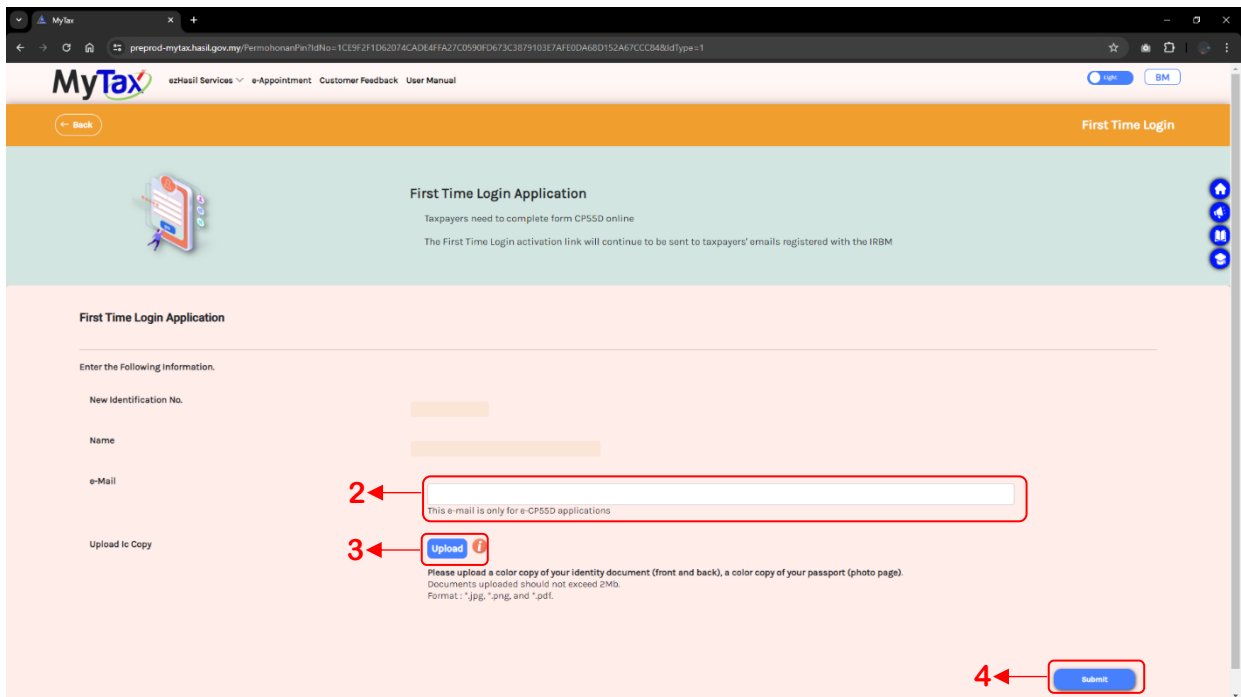 MyTax
preprod-mytax.hasil.gov.my/PermohonanPin?IdNo=1CE9F2F1D62074CADE4FFA27C0590FD673C3879103E7AFE0DA68D152A67CCC84&IdType=1
MyTax ezHasil Services e-Appointment Customer Feedback User Manual Light BM
← Back First Time Login
First Time Login Application
Taxpayers need to complete form CP55D online
The First Time Login activation link will continue to be sent to taxpayers' emails registered with the IRBM
First Time Login Application
Enter the Following Information.
New Identification No.
Name
e-Mail 2
This e-mail is only for e-CP55D applications
Upload Ic Copy 3 Upload i
Please upload a color copy of your identity document (front and back), a color copy of your passport (photo page).
Documents uploaded should not exceed 2Mb.
Format : *.jpg, *.png, and *.pdf.
4 Submit